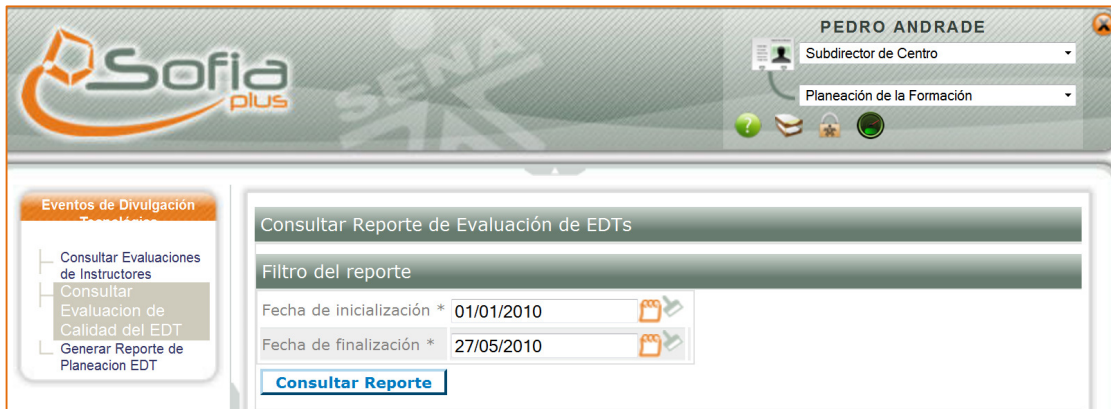 Sofia
plus
SENA
PEDRO ANDRADE
Subdirector de Centro
Planeación de la Formación
Eventos de Divulgación
Tecnológica
Consultar Evaluaciones
de Instructores
Consultar
Evaluacion de
Calidad del EDT
Generar Reporte de
Planeacion EDT
Consultar Reporte de Evaluación de EDTs
Filtro del reporte
Fecha de inicialización * 01/01/2010
Fecha de finalización * 27/05/2010
Consultar Reporte